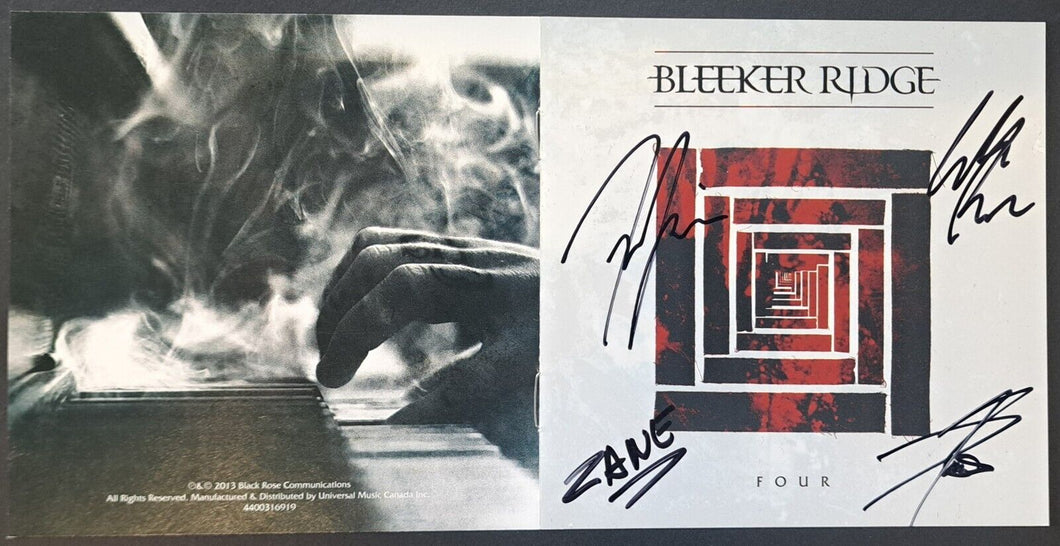 ℗&© 2013 Black Rose Communications
All Rights Reserved. Manufactured & Distributed by Universal Music Canada Inc.
4400316919
BLEEKER RIDGE
ZANE
FOUR